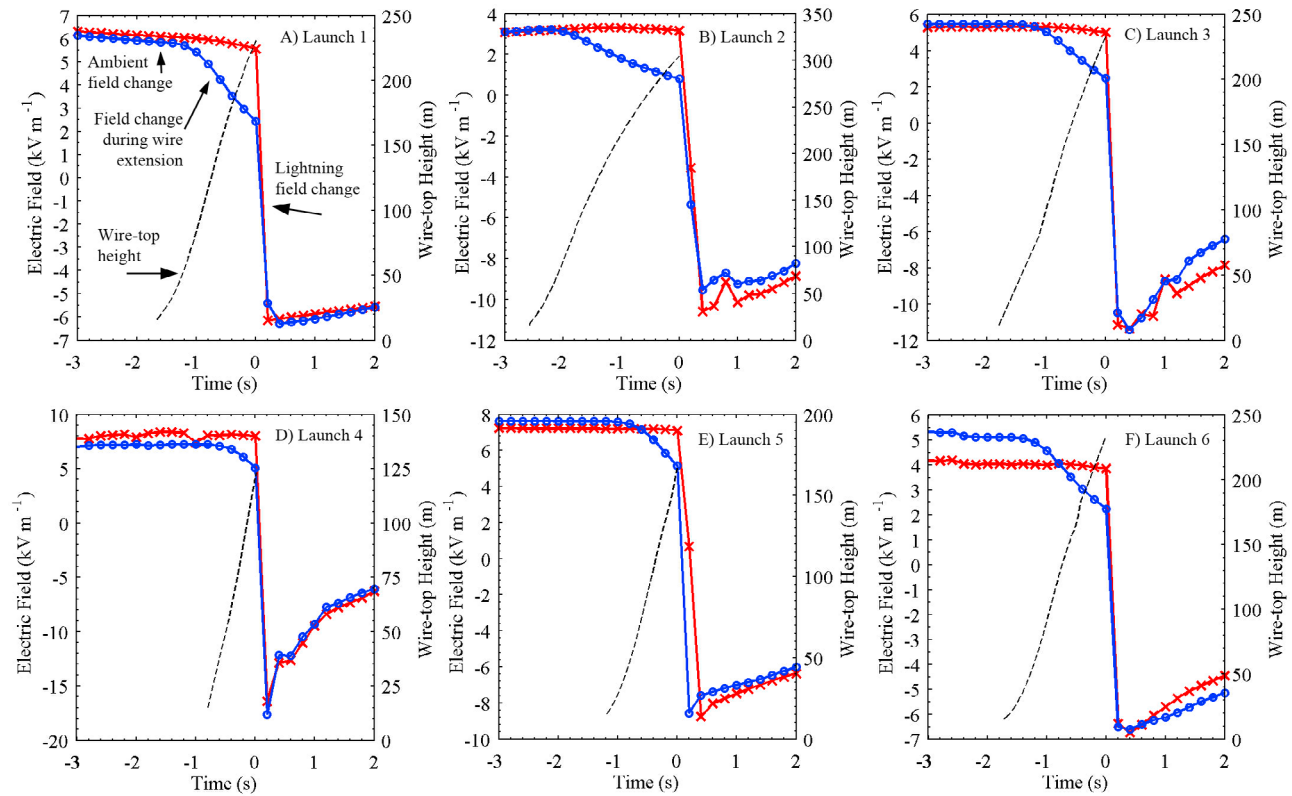 A) Launch 1
Electric Field (kV m -1)
7
6
5
4
3
2
1
0
-1
-2
-3
-4
-5
-6
-7
Ambient
field change
Field change
during wire
extension
Lightning
field change
Wire-top
height
250
200
150
100
50
0
Wire-top Height (m)
-3 -2 -1 0 1 2
Time (s)
B) Launch 2
Electric Field (kV m -1)
4
2
0
-2
-4
-6
-8
-10
-12
350
300
250
200
150
100
50
0
Wire-top Height (m)
-3 -2 -1 0 1 2
Time (s)
C) Launch 3
Electric Field (kV m -1)
6
4
2
0
-2
-4
-6
-8
-10
-12
250
200
150
100
50
0
Wire-top Height (m)
-3 -2 -1 0 1 2
Time (s)
D) Launch 4
Electric Field (kV m -1)
10
5
0
-5
-10
-15
-20
150
125
100
75
50
25
0
Wire-top Height (m)
-3 -2 -1 0 1 2
Time (s)
E) Launch 5
Electric Field (kV m -1)
8
6
4
2
0
-2
-4
-6
-8
-10
200
150
100
50
0
Wire-top Height (m)
-3 -2 -1 0 1 2
Time (s)
F) Launch 6
Electric Field (kV m -1)
6
5
4
3
2
1
0
-1
-2
-3
-4
-5
-6
-7
250
200
150
100
50
0
Wire-top Height (m)
-3 -2 -1 0 1 2
Time (s)